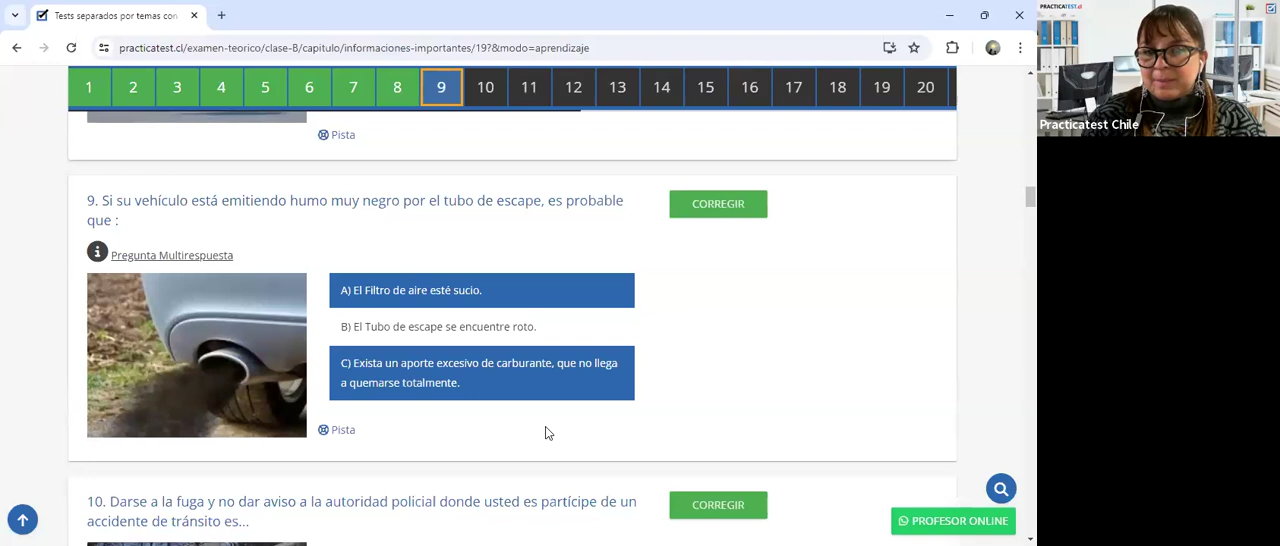 Tests separados por temas con
practicatest.cl/examen-teorico/clase-B/capitulo/informaciones-importantes/19?&modo=aprendizaje
PRACTICATEST.cl
Practicatest Chile
1 2 3 4 5 6 7 8 9 10 11 12 13 14 15 16 17 18 19 20
Pista
9. Si su vehículo está emitiendo humo muy negro por el tubo de escape, es probable
que :
CORREGIR
Pregunta Multirespuesta
A) El Filtro de aire esté sucio.
B) El Tubo de escape se encuentre roto.
C) Exista un aporte excesivo de carburante, que no llega
a quemarse totalmente.
Pista
10. Darse a la fuga y no dar aviso a la autoridad policial donde usted es partícipe de un
accidente de tránsito es...
CORREGIR
PROFESOR ONLINE